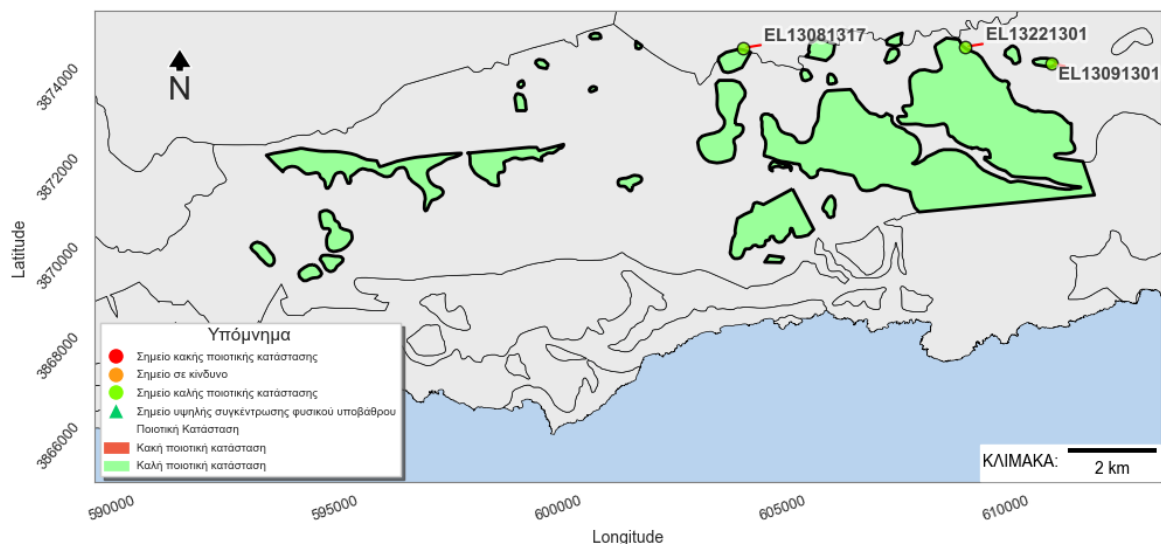 EL13081317
EL13221301
EL13091301
N
3874000
3872000
3870000
3868000
3866000
Latitude
Υπόμνημα
Σημείο κακής ποιοτικής κατάστασης
Σημείο σε κίνδυνο
Σημείο καλής ποιοτικής κατάστασης
Σημείο υψηλής συγκέντρωσης φυσικού υποβάθρου
Ποιοτική Κατάσταση
Κακή ποιοτική κατάσταση
Καλή ποιοτική κατάσταση
ΚΛΙΜΑΚΑ:
2 km
590000
595000
600000
605000
610000
Longitude